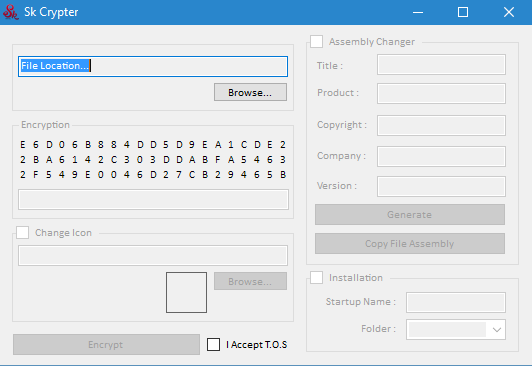 Sk Crypter
File Location...
Browse...
Encryption
E 6 D 0 6 B 8 8 4 D D 5 D 9 E A 1 C D E 2
2 B A 6 1 4 2 C 3 0 3 D D A B F A 5 4 6 3
2 F 5 4 9 E 0 0 4 6 D 2 7 C B 2 9 4 6 5 B
Change Icon
Browse...
Encrypt
I Accept T.O.S
Assembly Changer
Title :
Product :
Copyright :
Company :
Version :
Generate
Copy File Assembly
Installation
Startup Name :
Folder :